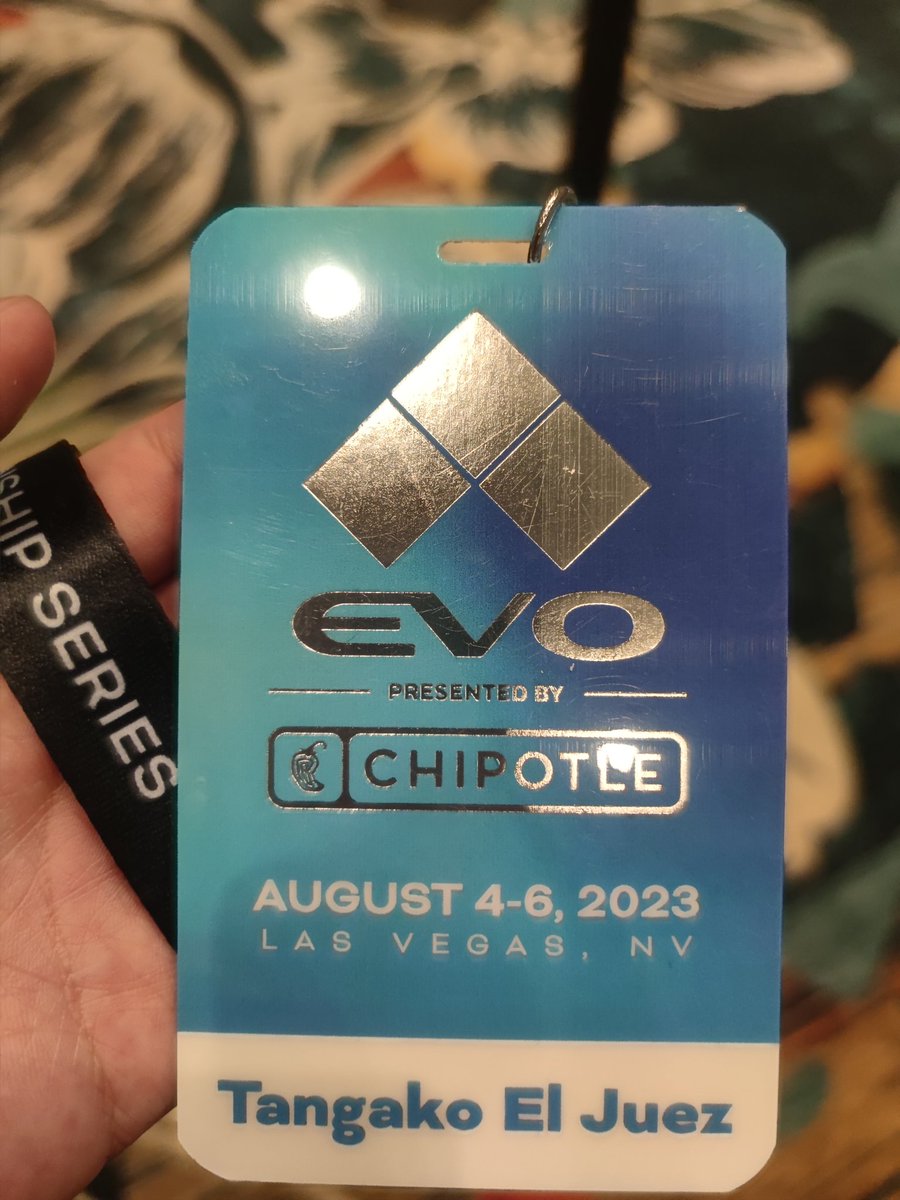 EVO
PRESENTED BY
CHIPOTLE
AUGUST 4-6, 2023
LAS VEGAS, NV
Tangako El Juez
SHIP SERIES